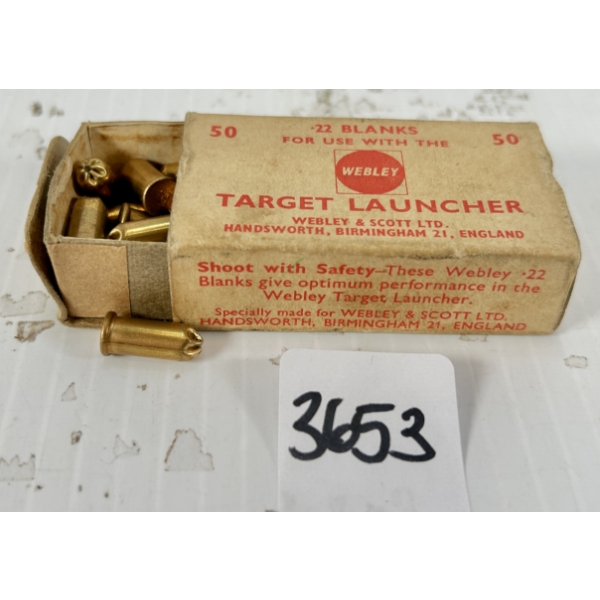 50 .22 BLANKS 50
FOR USE WITH THE
WEBLEY
TARGET LAUNCHER
WEBLEY & SCOTT LTD.
HANDSWORTH, BIRMINGHAM 21, ENGLAND
Shoot with Safety—These Webley .22
Blanks give optimum performance in the
Webley Target Launcher.
Specially made for WEBLEY & SCOTT LTD.
HANDSWORTH, BIRMINGHAM 21, ENGLAND
3653